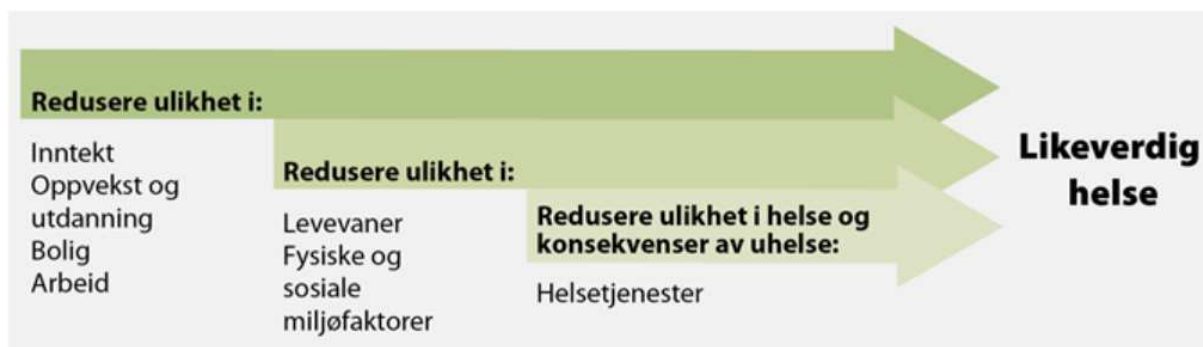 Redusere ulikhet i:
Inntekt
Oppvekst og
utdanning
Bolig
Arbeid
Redusere ulikhet i:
Levevaner
Fysiske og
sosiale
miljøfaktorer
Redusere ulikhet i helse og
konsekvenser av uhelse:
Helsetjenester
Likeverdig
helse